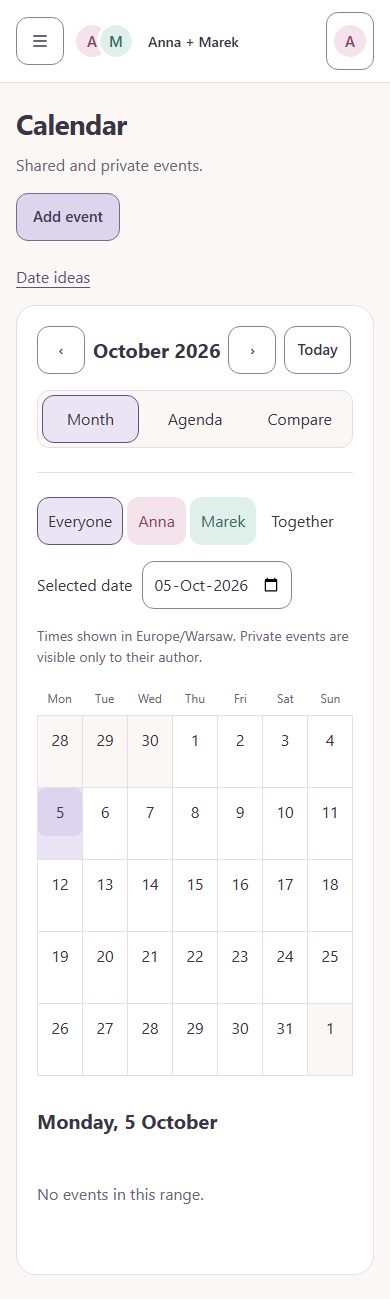 ☰ A M Anna + Marek A
Calendar
Shared and private events.
Add event
Date ideas
‹ October 2026 › Today
Month Agenda Compare
Everyone Anna Marek Together
Selected date 05-Oct-2026
Times shown in Europe/Warsaw. Private events are
visible only to their author.
Mon Tue Wed Thu Fri Sat Sun
28 29 30 1 2 3 4
5 6 7 8 9 10 11
12 13 14 15 16 17 18
19 20 21 22 23 24 25
26 27 28 29 30 31 1
Monday, 5 October
No events in this range.